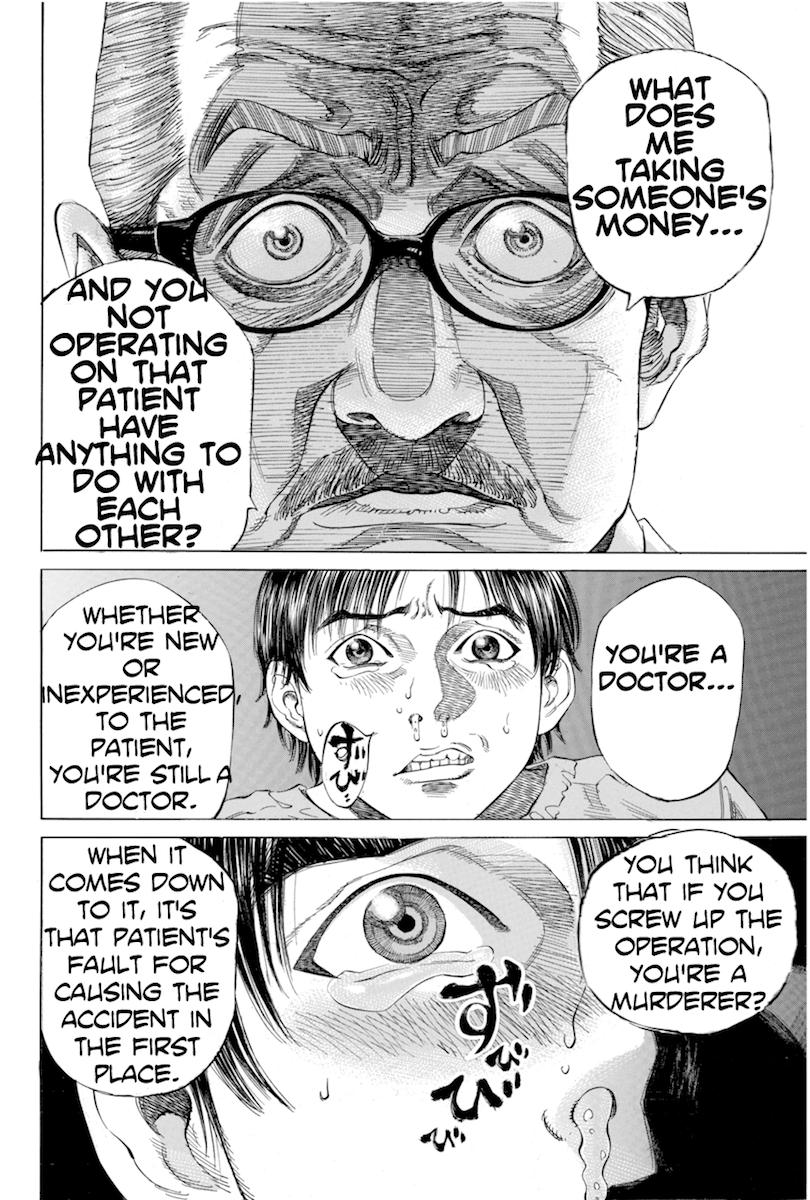 WHAT
DOES
ME
TAKING
SOMEONE'S
MONEY...
AND YOU
NOT
OPERATING
ON THAT
PATIENT
HAVE
ANYTHING TO
DO WITH
EACH
OTHER?
YOU'RE A
DOCTOR...
WHETHER
YOU'RE NEW
OR
INEXPERIENCED,
TO THE
PATIENT,
YOU'RE STILL A
DOCTOR.
ずび
YOU THINK
THAT IF YOU
SCREW UP THE
OPERATION,
YOU'RE A
MURDERER?
WHEN IT
COMES DOWN
TO IT, IT'S
THAT PATIENT'S
FAULT FOR
CAUSING THE
ACCIDENT IN
THE FIRST
PLACE.
ずびび
びびび